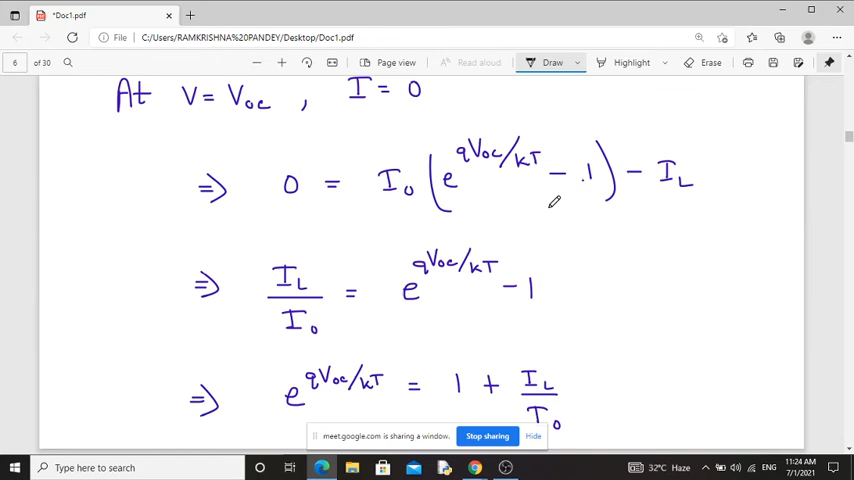 *Doc1.pdf
File C:/Users/RAMKRISHNA%20PANDEY/Desktop/Doc1.pdf
6 of 30 Page view Read aloud Draw Highlight Erase
At V = Voc , I = 0
⇒ 0 = I₀ (e^(qVoc/kT) - 1) - I_L
⇒ I_L/I₀ = e^(qVoc/kT) - 1
⇒ e^(qVoc/kT) = 1 + I_L/I₀
meet.google.com is sharing a window. Stop sharing Hide
Type here to search 32°C Haze ENG 11:24 AM
7/1/2021